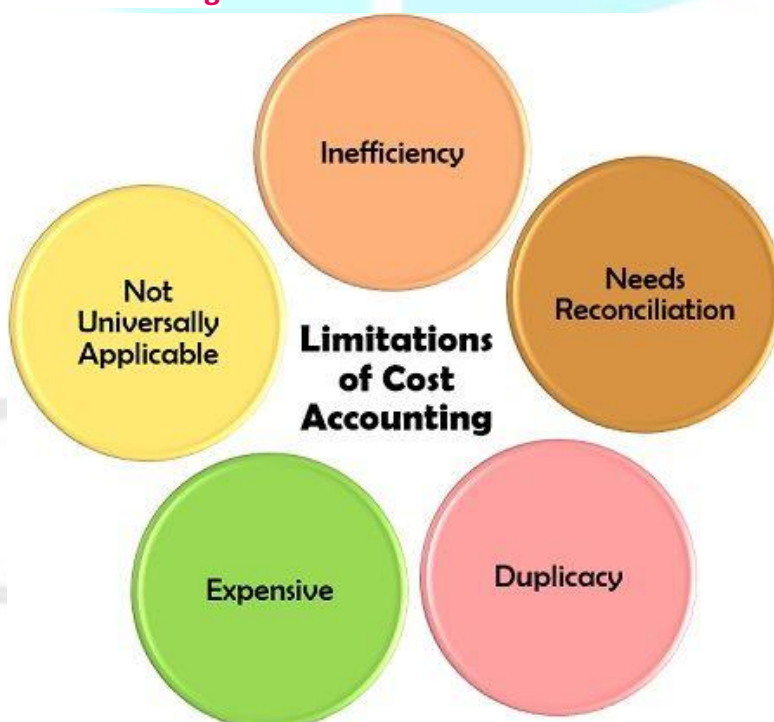 Inefficiency
Needs
Reconciliation
Not
Universally
Applicable
Limitations
of Cost
Accounting
Expensive
Duplicacy